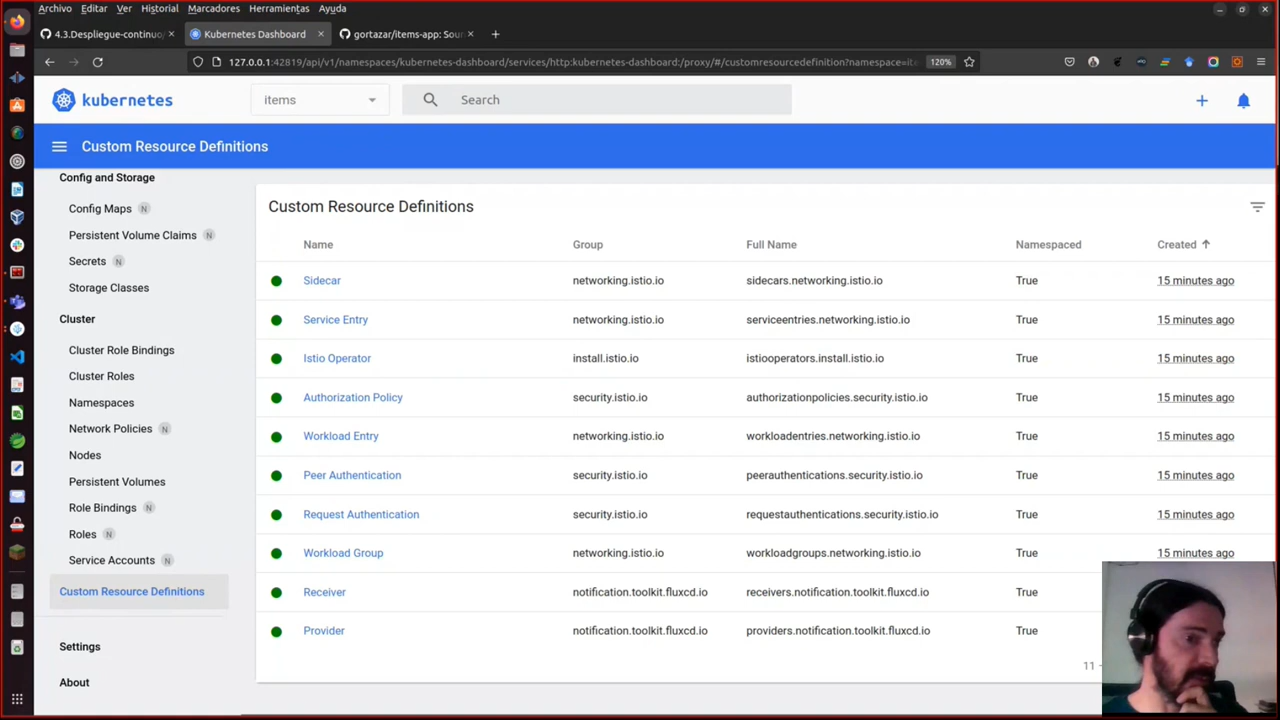 Archivo Editar Ver Historial Marcadores Herramientas Ayuda
4.3.Despliegue-continuo/ Kubernetes Dashboard gortazar/items-app: Sour
127.0.0.1:42819/api/v1/namespaces/kubernetes-dashboard/services/http:kubernetes-dashboard:/proxy/#/customresourcedefinition?namespace=ite 120%
kubernetes items Search
Custom Resource Definitions
Config and Storage
Config Maps N
Persistent Volume Claims N
Secrets N
Storage Classes
Cluster
Cluster Role Bindings
Cluster Roles
Namespaces
Network Policies N
Nodes
Persistent Volumes
Role Bindings N
Roles N
Service Accounts N
Custom Resource Definitions
Settings
About
Custom Resource Definitions
Name Group Full Name Namespaced Created
Sidecar networking.istio.io sidecars.networking.istio.io True 15 minutes ago
Service Entry networking.istio.io serviceentries.networking.istio.io True 15 minutes ago
Istio Operator install.istio.io istiooperators.install.istio.io True 15 minutes ago
Authorization Policy security.istio.io authorizationpolicies.security.istio.io True 15 minutes ago
Workload Entry networking.istio.io workloadentries.networking.istio.io True 15 minutes ago
Peer Authentication security.istio.io peerauthentications.security.istio.io True 15 minutes ago
Request Authentication security.istio.io requestauthentications.security.istio.io True 15 minutes ago
Workload Group networking.istio.io workloadgroups.networking.istio.io True 15 minutes ago
Receiver notification.toolkit.fluxcd.io receivers.notification.toolkit.fluxcd.io True
Provider notification.toolkit.fluxcd.io providers.notification.toolkit.fluxcd.io True
11 -